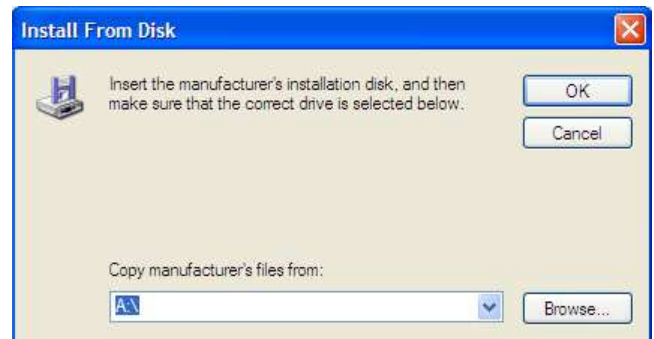 Install From Disk
Insert the manufacturer's installation disk, and then
make sure that the correct drive is selected below.
OK
Cancel
Copy manufacturer's files from:
A:\
Browse...